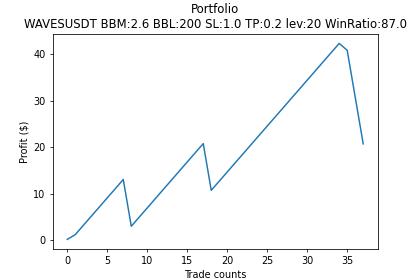 Portfolio
WAVESUSDT BBM:2.6 BBL:200 SL:1.0 TP:0.2 lev:20 WinRatio:87.0
40
30
20
10
0
Profit ($)
0 5 10 15 20 25 30 35
Trade counts